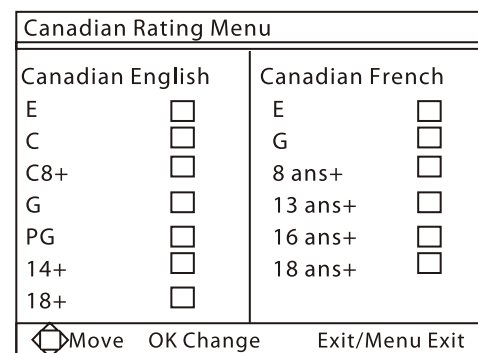 Canadian Rating Menu
Canadian English
E
C
C8+
G
PG
14+
18+
Canadian French
E
G
8 ans+
13 ans+
16 ans+
18 ans+
Move OK Change Exit/Menu Exit